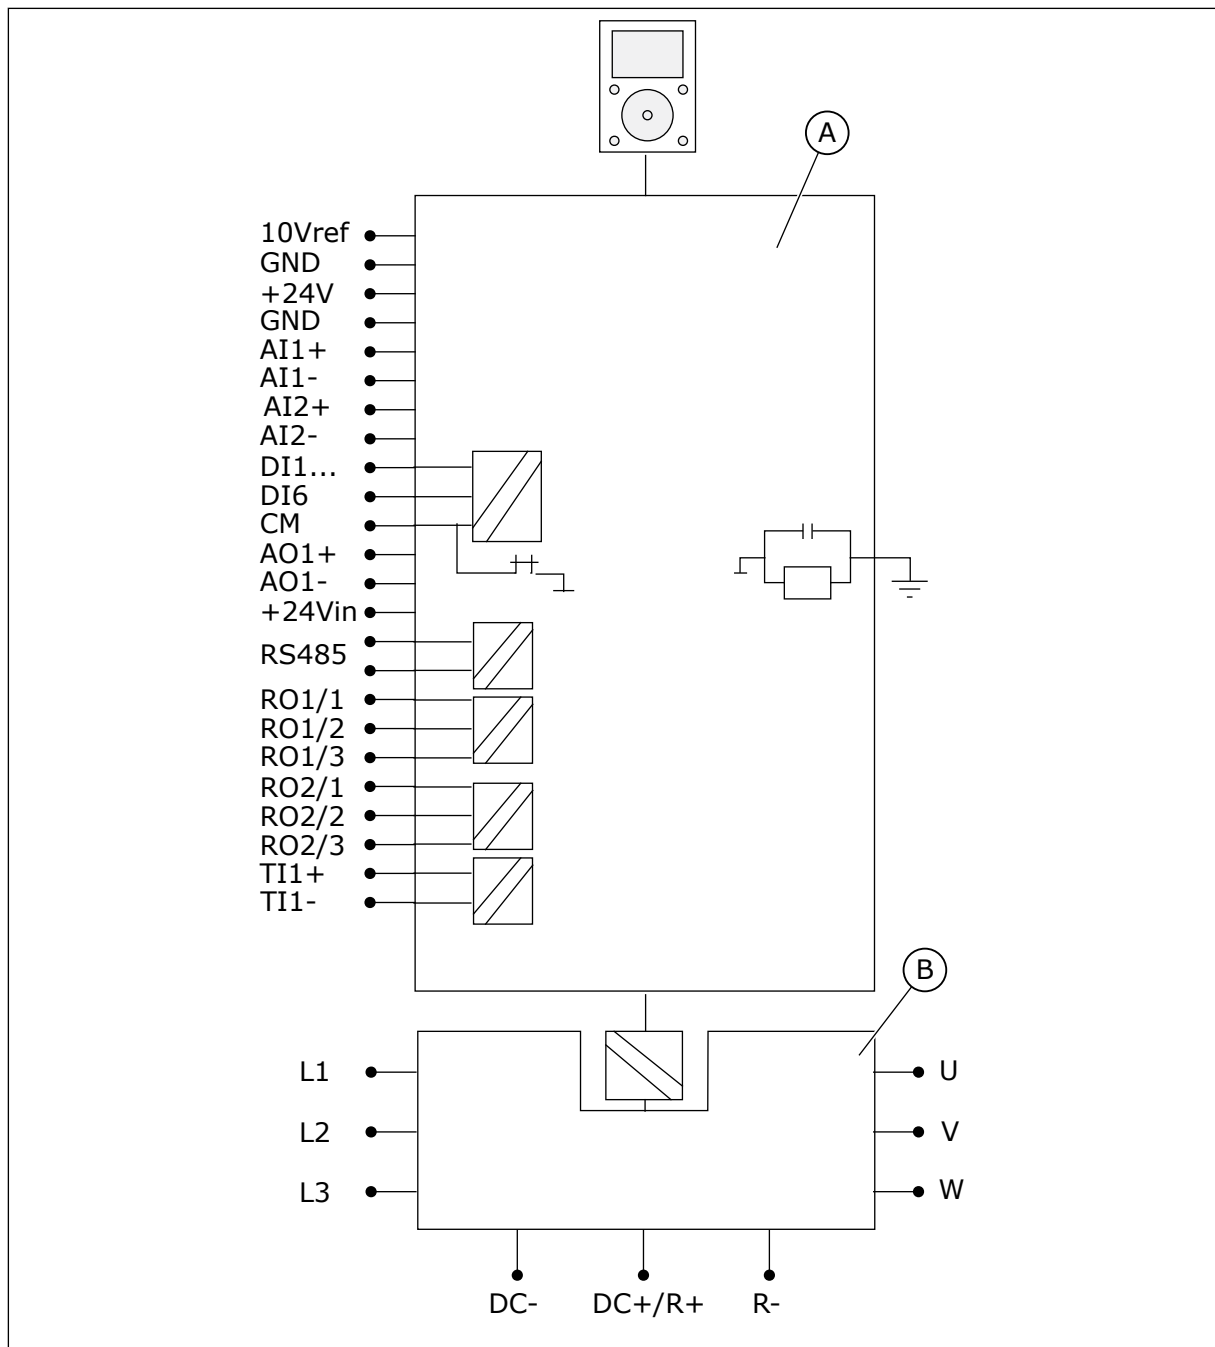 A
10Vref
GND
+24V
GND
AI1+
AI1-
AI2+
AI2-
DI1...
DI6
CM
AO1+
AO1-
+24Vin
RS485
RO1/1
RO1/2
RO1/3
RO2/1
RO2/2
RO2/3
TI1+
TI1-
B
L1
U
L2
V
L3
W
DC-
DC+/R+
R-